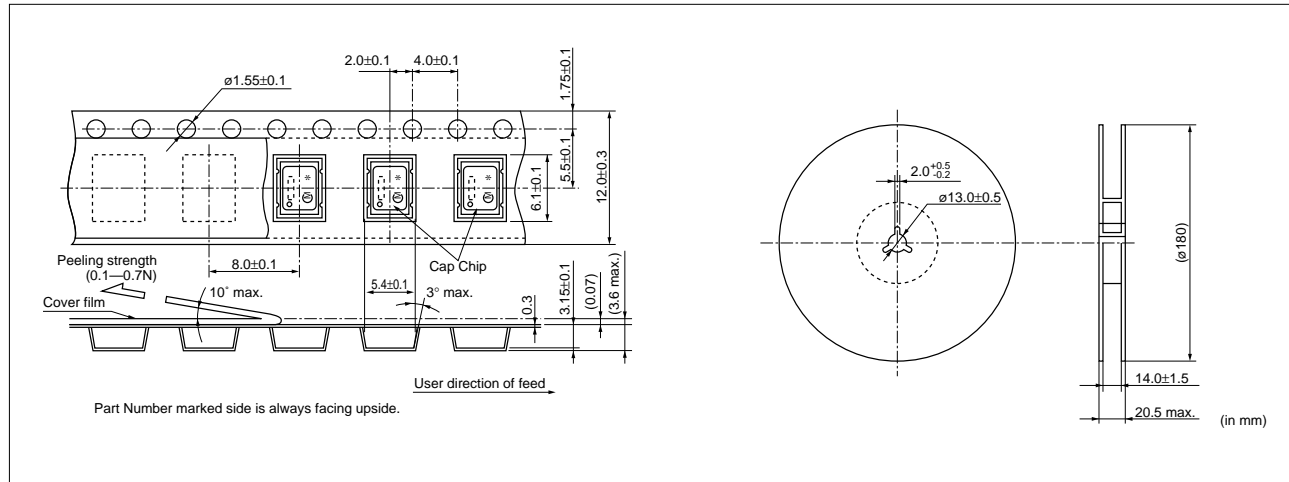 2.0±0.1
4.0±0.1
ø1.55±0.1
1.75±0.1
5.5±0.1
12.0±0.3
6.1±0.1
*
*
*
Peeling strength
(0.1—0.7N)
8.0±0.1
Cap Chip
Cover film
10˚ max.
5.4±0.1
3° max.
0.3
3.15±0.1
(0.07)
(3.6 max.)
User direction of feed
Part Number marked side is always facing upside.
2.0 +0.5 -0.2
ø13.0±0.5
(ø180)
14.0±1.5
20.5 max.
(in mm)